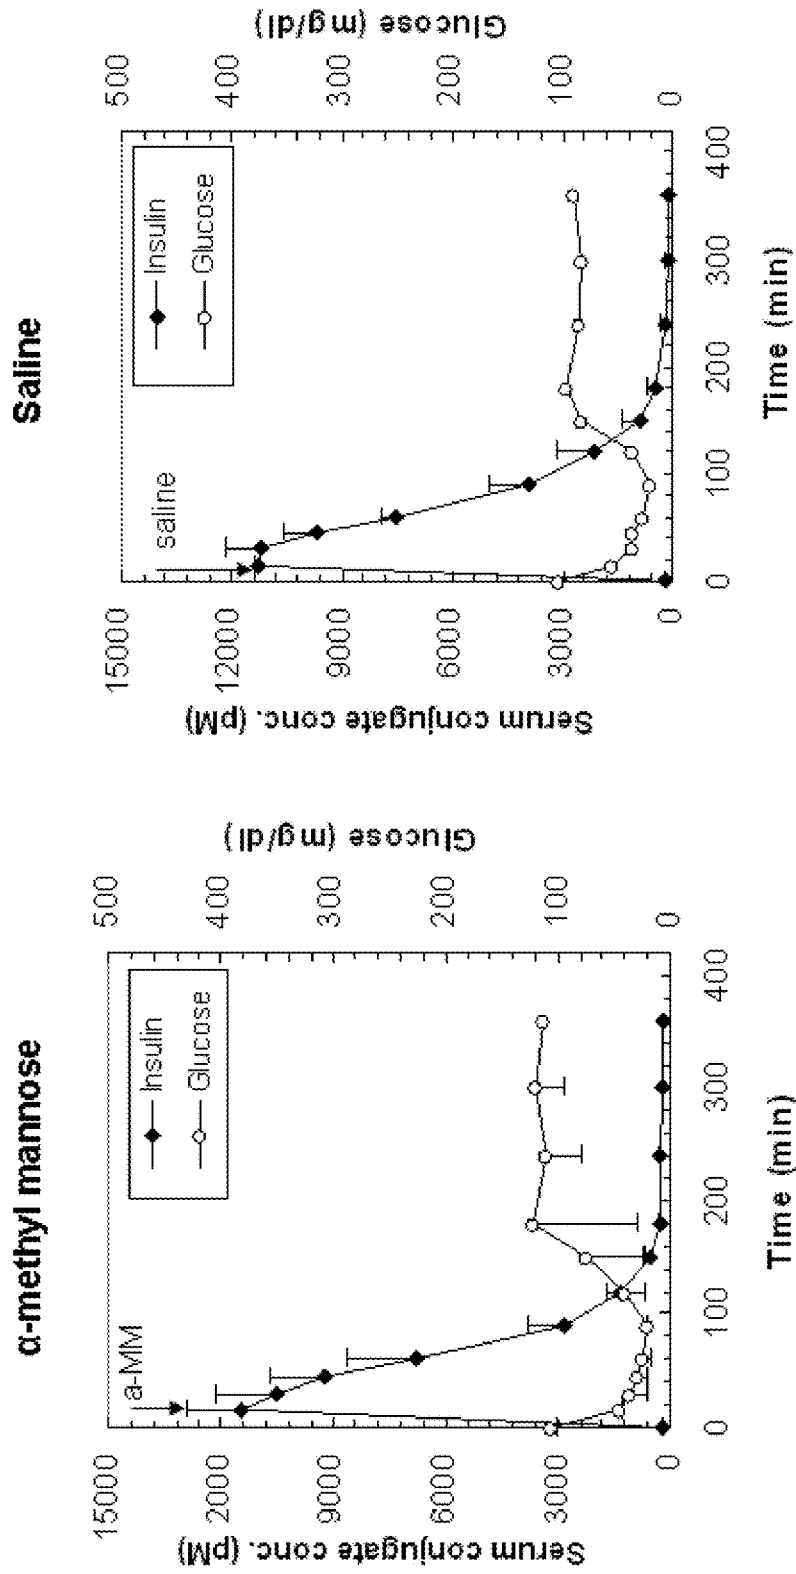 α-methyl mannose
a-MM
Insulin
Glucose
15000
12000
9000
6000
3000
0
Serum conjugate conc. (pM)
500
400
300
200
100
0
Glucose (mg/dl)
0
100
200
300
400
Time (min)
Saline
saline
Insulin
Glucose
15000
12000
9000
6000
3000
0
Serum conjugate conc. (pM)
500
400
300
200
100
0
Glucose (mg/dl)
0
100
200
300
400
Time (min)